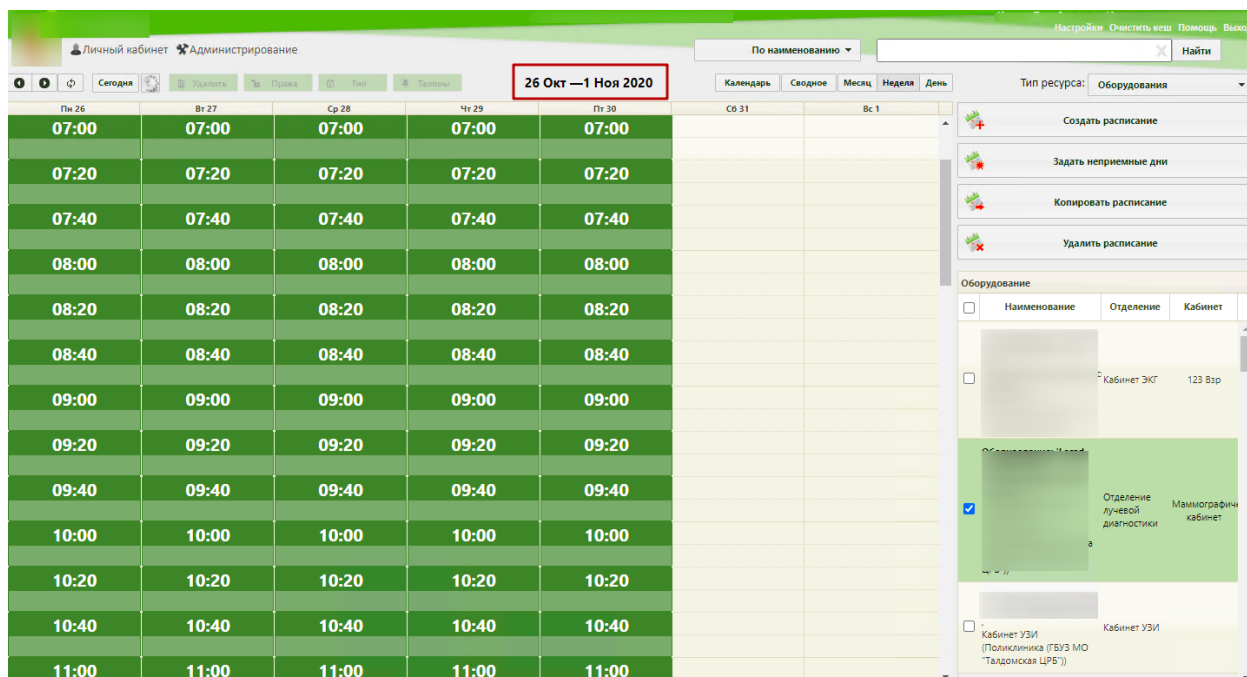 Настройки Очистить кеш Помощь
Личный кабинет Администрирование
По наименованию
Найти
Сегодня Удалить Права Тип Талоны
26 Окт —1 Ноя 2020
Календарь Сводное Месяц Неделя День
Тип ресурса: Оборудования
Пн 26 Вт 27 Ср 28 Чт 29 Пт 30 Сб 31 Вс 1
07:00 07:00 07:00 07:00 07:00
07:20 07:20 07:20 07:20 07:20
07:40 07:40 07:40 07:40 07:40
08:00 08:00 08:00 08:00 08:00
08:20 08:20 08:20 08:20 08:20
08:40 08:40 08:40 08:40 08:40
09:00 09:00 09:00 09:00 09:00
09:20 09:20 09:20 09:20 09:20
09:40 09:40 09:40 09:40 09:40
10:00 10:00 10:00 10:00 10:00
10:20 10:20 10:20 10:20 10:20
10:40 10:40 10:40 10:40 10:40
11:00 11:00 11:00 11:00 11:00
Создать расписание
Задать неприемные дни
Копировать расписание
Удалить расписание
Оборудование
Наименование Отделение Кабинет
Кабинет ЭКГ 123 Взр
Отделение
лучевой
диагностики
Маммографиче
кабинет
Кабинет УЗИ
(Поликлиника (ГБУЗ МО
"Талдомская ЦРБ"))
Кабинет УЗИ